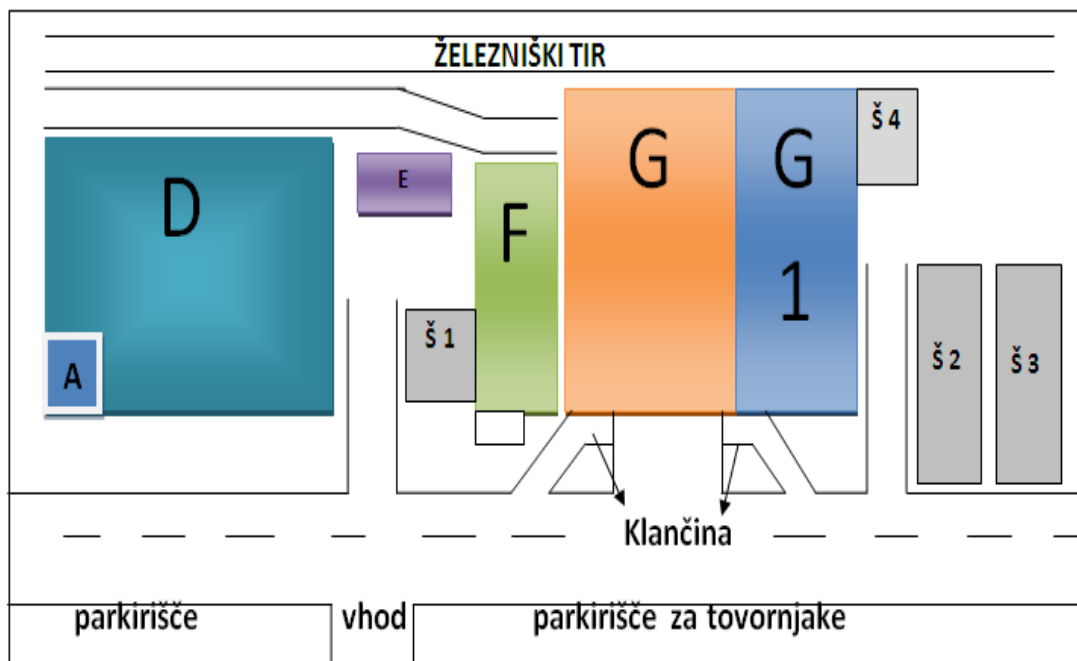 ŽELEZNIŠKI TIR
D
E
F
G
G
1
Š 4
A
Š 1
Š 2
Š 3
Klančina
parkirišče
vhod
parkirišče za tovornjake